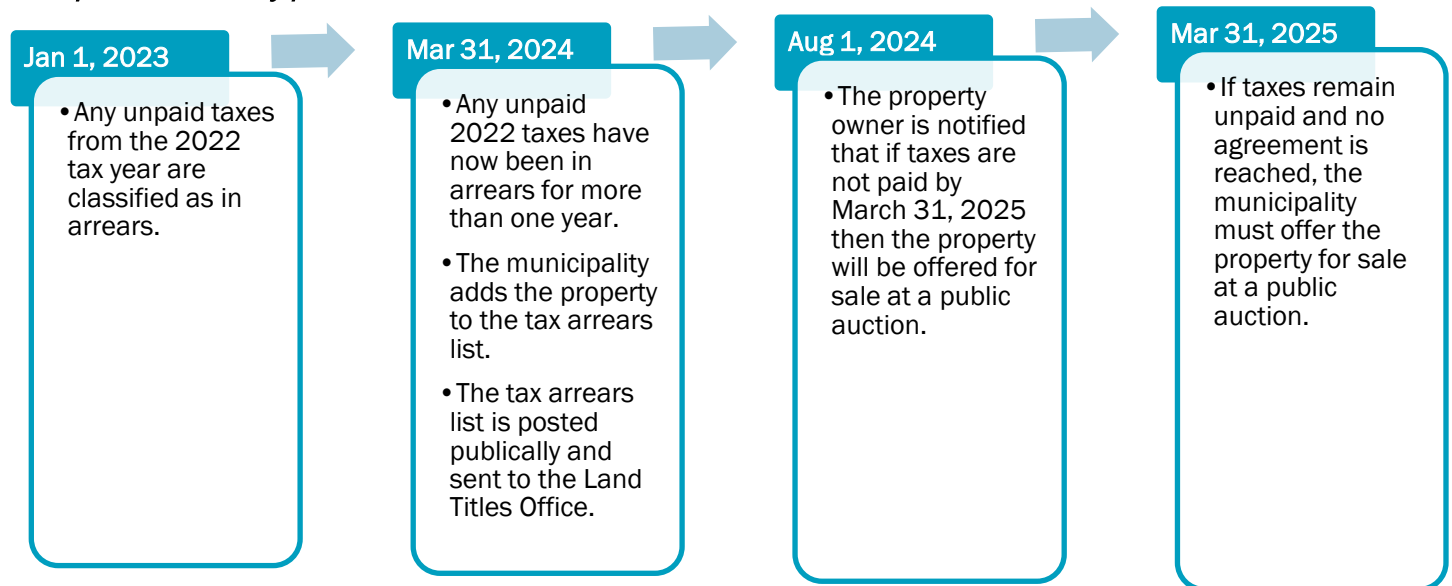 Jan 1, 2023
•Any unpaid taxes
from the 2022
tax year are
classified as in
arrears.
Mar 31, 2024
•Any unpaid
2022 taxes have
now been in
arrears for more
than one year.
•The municipality
adds the property
to the tax arrears
list.
•The tax arrears
list is posted
publically and
sent to the Land
Titles Office.
Aug 1, 2024
•The property
owner is notified
that if taxes are
not paid by
March 31, 2025
then the property
will be offered for
sale at a public
auction.
Mar 31, 2025
•If taxes remain
unpaid and no
agreement is
reached, the
municipality
must offer the
property for sale
at a public
auction.